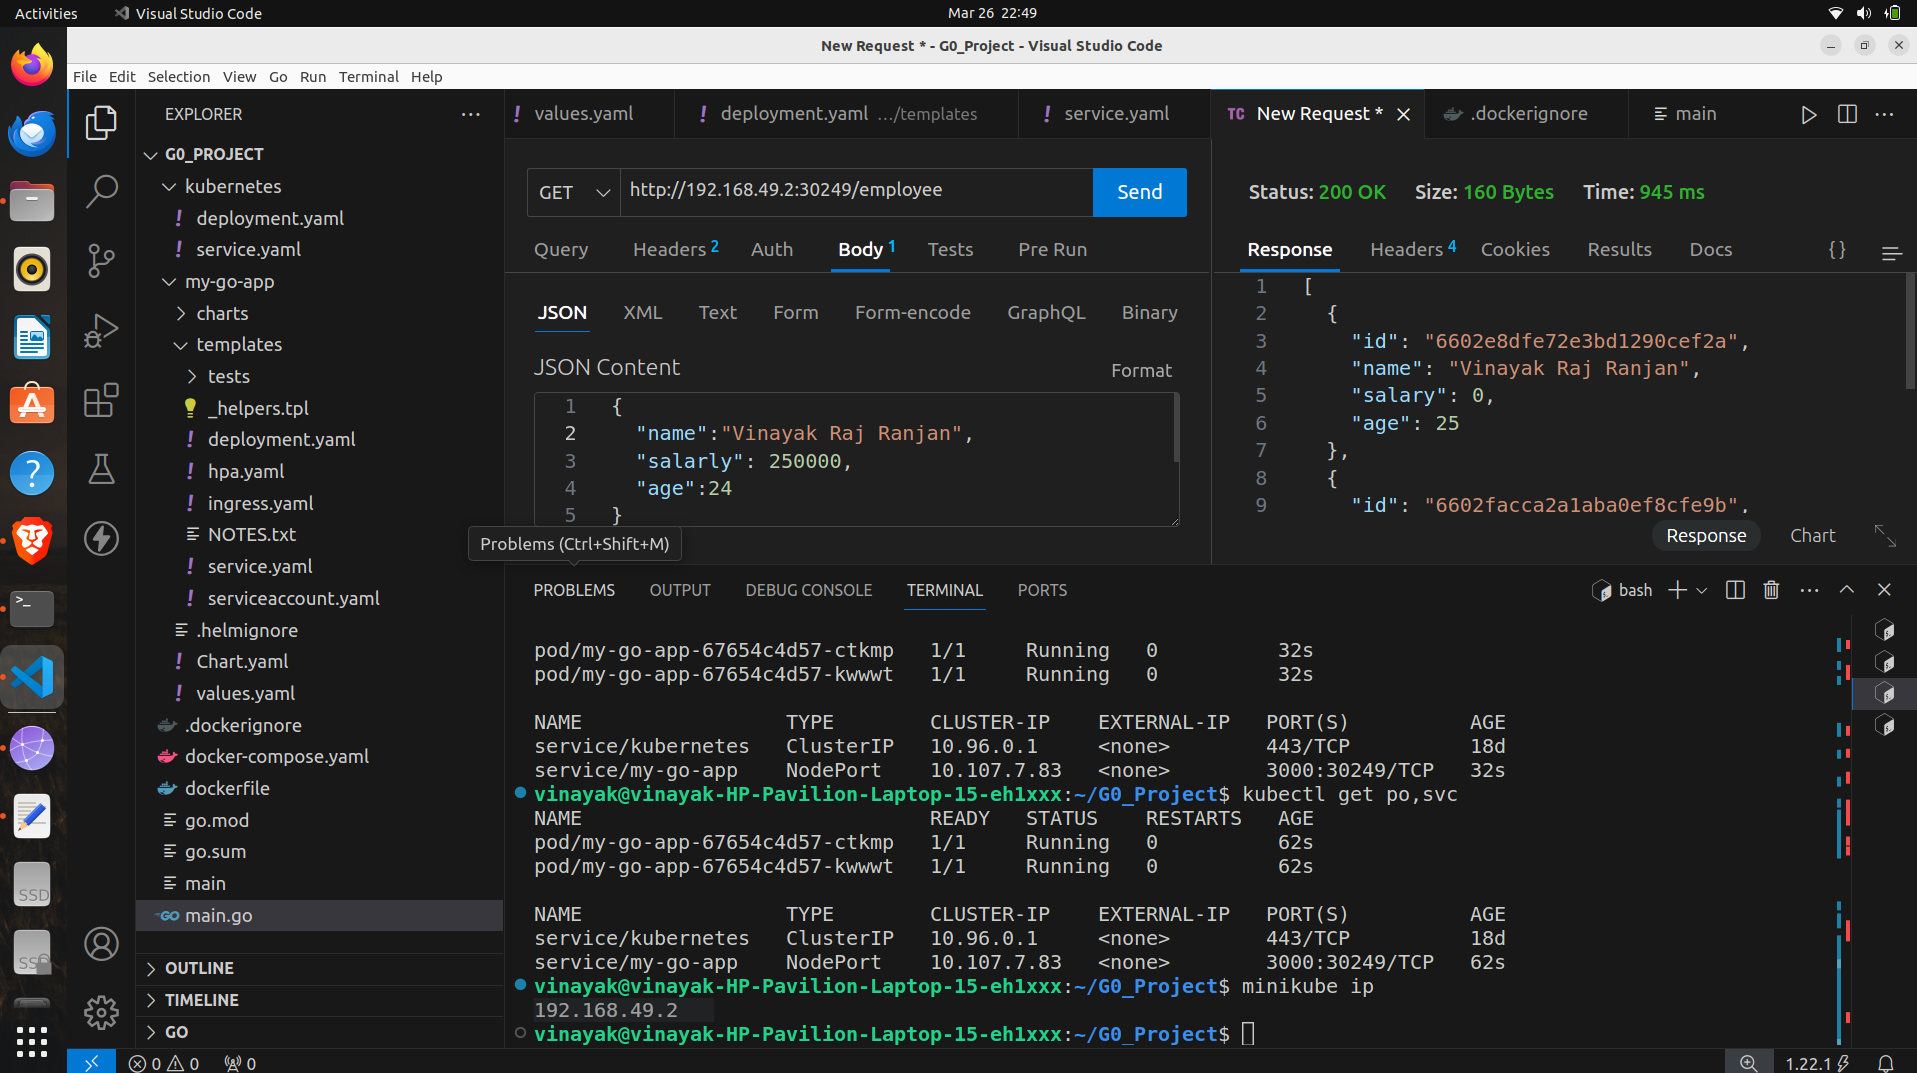 Activities
Visual Studio Code
Mar 26 22:49
New Request * - G0_Project - Visual Studio Code
File Edit Selection View Go Run Terminal Help
EXPLORER
G0_PROJECT
kubernetes
! deployment.yaml
! service.yaml
my-go-app
charts
templates
tests
_helpers.tpl
! deployment.yaml
! hpa.yaml
! ingress.yaml
NOTES.txt
! service.yaml
! serviceaccount.yaml
.helmignore
! Chart.yaml
! values.yaml
.dockerignore
docker-compose.yaml
dockerfile
go.mod
go.sum
main
GO main.go
OUTLINE
TIMELINE
GO
! values.yaml
! deployment.yaml …/templates
! service.yaml
TC New Request *
.dockerignore
main
GET
http://192.168.49.2:30249/employee
Send
Query Headers 2 Auth Body 1 Tests Pre Run
JSON XML Text Form Form-encode GraphQL Binary
JSON Content
Format
1 {
2 "name":"Vinayak Raj Ranjan",
3 "salarly": 250000,
4 "age":24
5 }
Problems (Ctrl+Shift+M)
Status: 200 OK Size: 160 Bytes Time: 945 ms
Response Headers 4 Cookies Results Docs {}
1 [
2 {
3 "id": "6602e8dfe72e3bd1290cef2a",
4 "name": "Vinayak Raj Ranjan",
5 "salary": 0,
6 "age": 25
7 },
8 {
9 "id": "6602facca2a1aba0ef8cfe9b",
Response Chart
PROBLEMS OUTPUT DEBUG CONSOLE TERMINAL PORTS
bash
pod/my-go-app-67654c4d57-ctkmp 1/1 Running 0 32s
pod/my-go-app-67654c4d57-kwwwt 1/1 Running 0 32s
NAME TYPE CLUSTER-IP EXTERNAL-IP PORT(S) AGE
service/kubernetes ClusterIP 10.96.0.1 <none> 443/TCP 18d
service/my-go-app NodePort 10.107.7.83 <none> 3000:30249/TCP 32s
vinayak@vinayak-HP-Pavilion-Laptop-15-eh1xxx:~/G0_Project$ kubectl get po,svc
NAME READY STATUS RESTARTS AGE
pod/my-go-app-67654c4d57-ctkmp 1/1 Running 0 62s
pod/my-go-app-67654c4d57-kwwwt 1/1 Running 0 62s
NAME TYPE CLUSTER-IP EXTERNAL-IP PORT(S) AGE
service/kubernetes ClusterIP 10.96.0.1 <none> 443/TCP 18d
service/my-go-app NodePort 10.107.7.83 <none> 3000:30249/TCP 62s
vinayak@vinayak-HP-Pavilion-Laptop-15-eh1xxx:~/G0_Project$ minikube ip
192.168.49.2
vinayak@vinayak-HP-Pavilion-Laptop-15-eh1xxx:~/G0_Project$
SSD
SSD
0 0 0
1.22.1